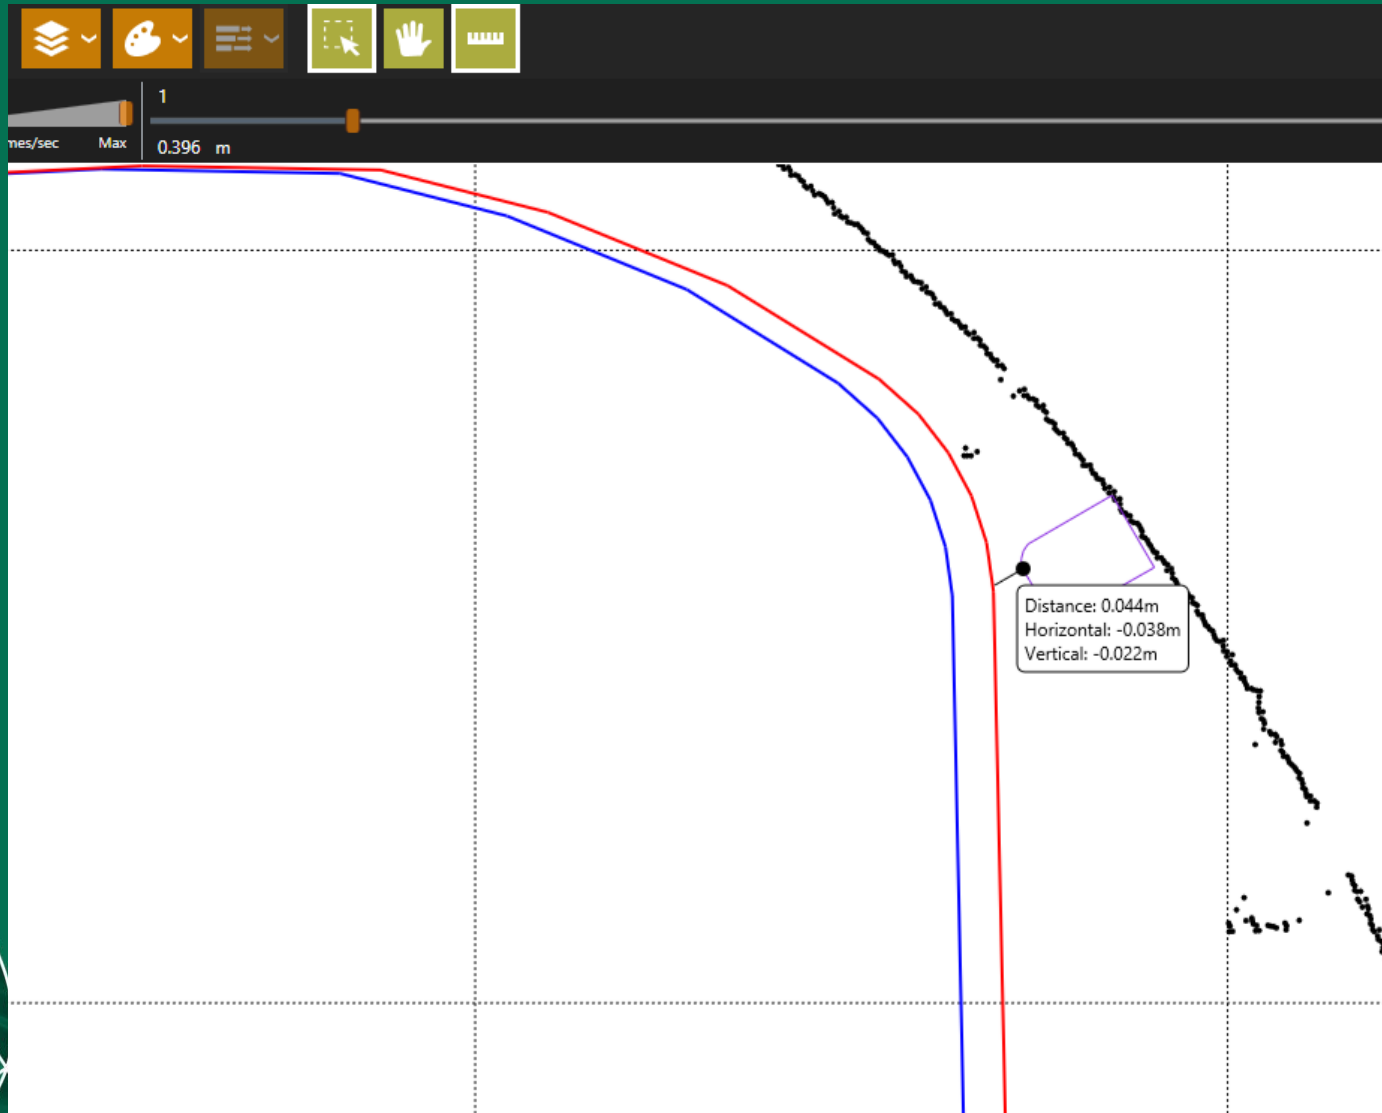 1
mes/sec Max
0.396 m
Distance: 0.044m
Horizontal: -0.038m
Vertical: -0.022m